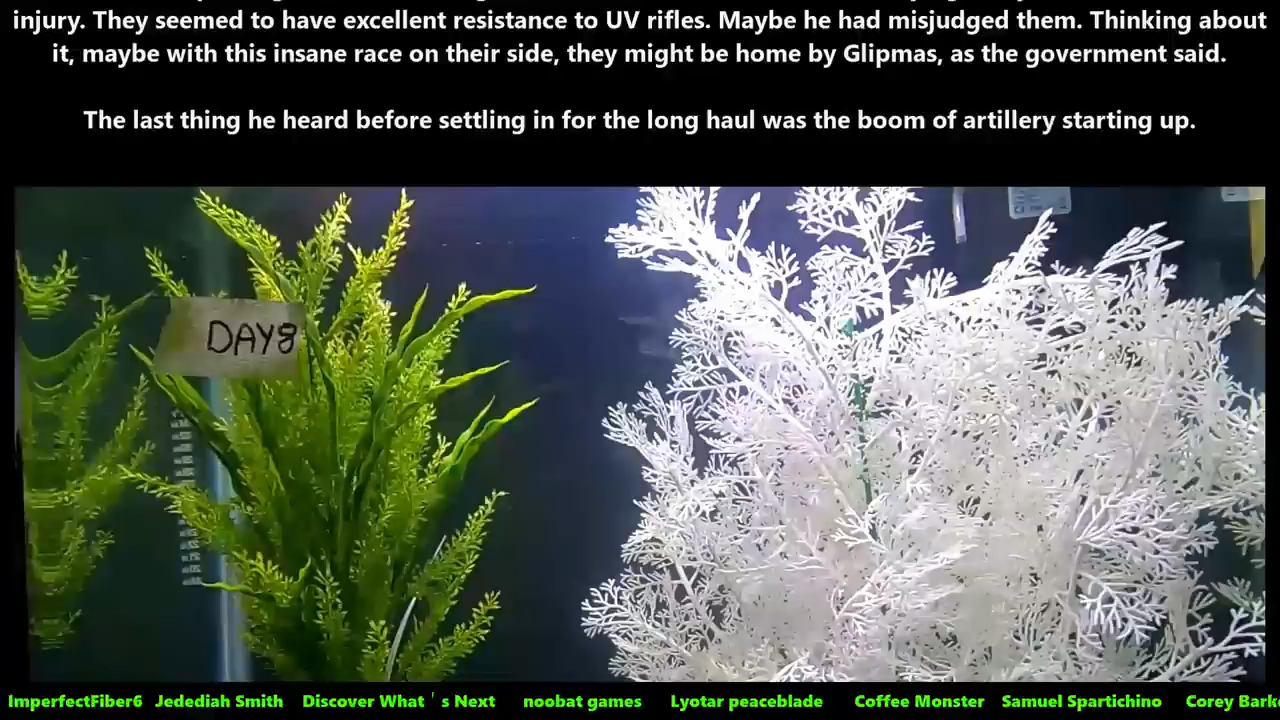 injury. They seemed to have excellent resistance to UV rifles. Maybe he had misjudged them. Thinking about
it, maybe with this insane race on their side, they might be home by Glipmas, as the government said.
The last thing he heard before settling in for the long haul was the boom of artillery starting up.
DAY8
ImperfectFiber6 Jedediah Smith Discover What ' s Next noobat games Lyotar peaceblade Coffee Monster Samuel Spartichino Corey